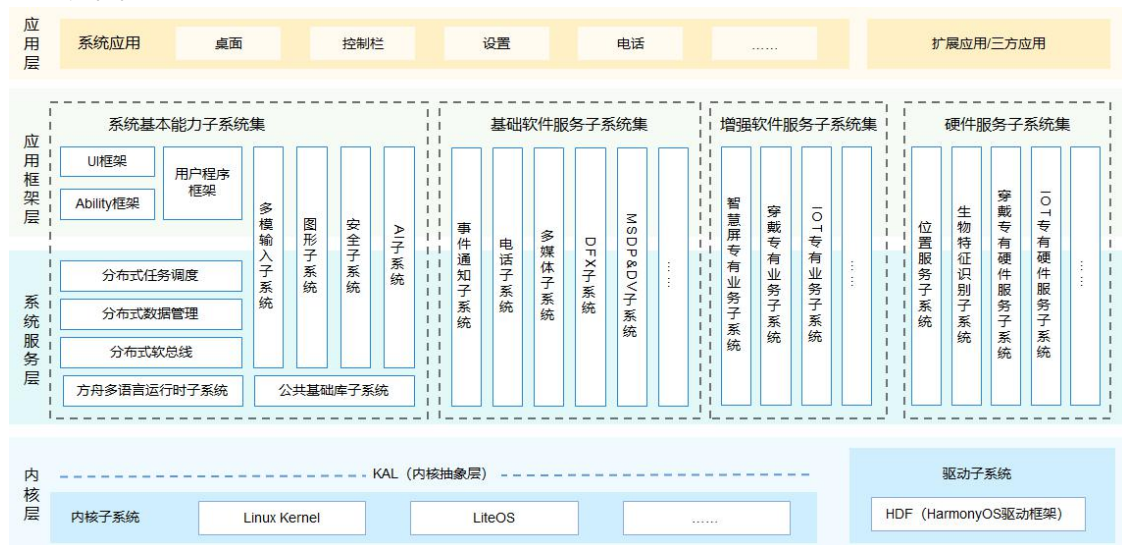 应用层
系统应用
桌面
控制栏
设置
电话
……
扩展应用/三方应用
应用框架层
系统服务层
系统基本能力子系统集
UI框架
Ability框架
用户程序
框架
多模输入子系统
图形子系统
安全子系统
AI子系统
分布式任务调度
分布式数据管理
分布式软总线
方舟多语言运行时子系统
公共基础库子系统
基础软件服务子系统集
事件通知子系统
电话子系统
多媒体子系统
DFX子系统
MSDP&DV子系统
……
增强软件服务子系统集
智慧屏专有业务子系统
穿戴专有业务子系统
IOT专有业务子系统
……
硬件服务子系统集
位置服务子系统
生物特征识别子系统
穿戴专有硬件服务子系统
IOT专有硬件服务子系统
……
内核层
KAL（内核抽象层）
内核子系统
Linux Kernel
LiteOS
……
驱动子系统
HDF（HarmonyOS驱动框架）